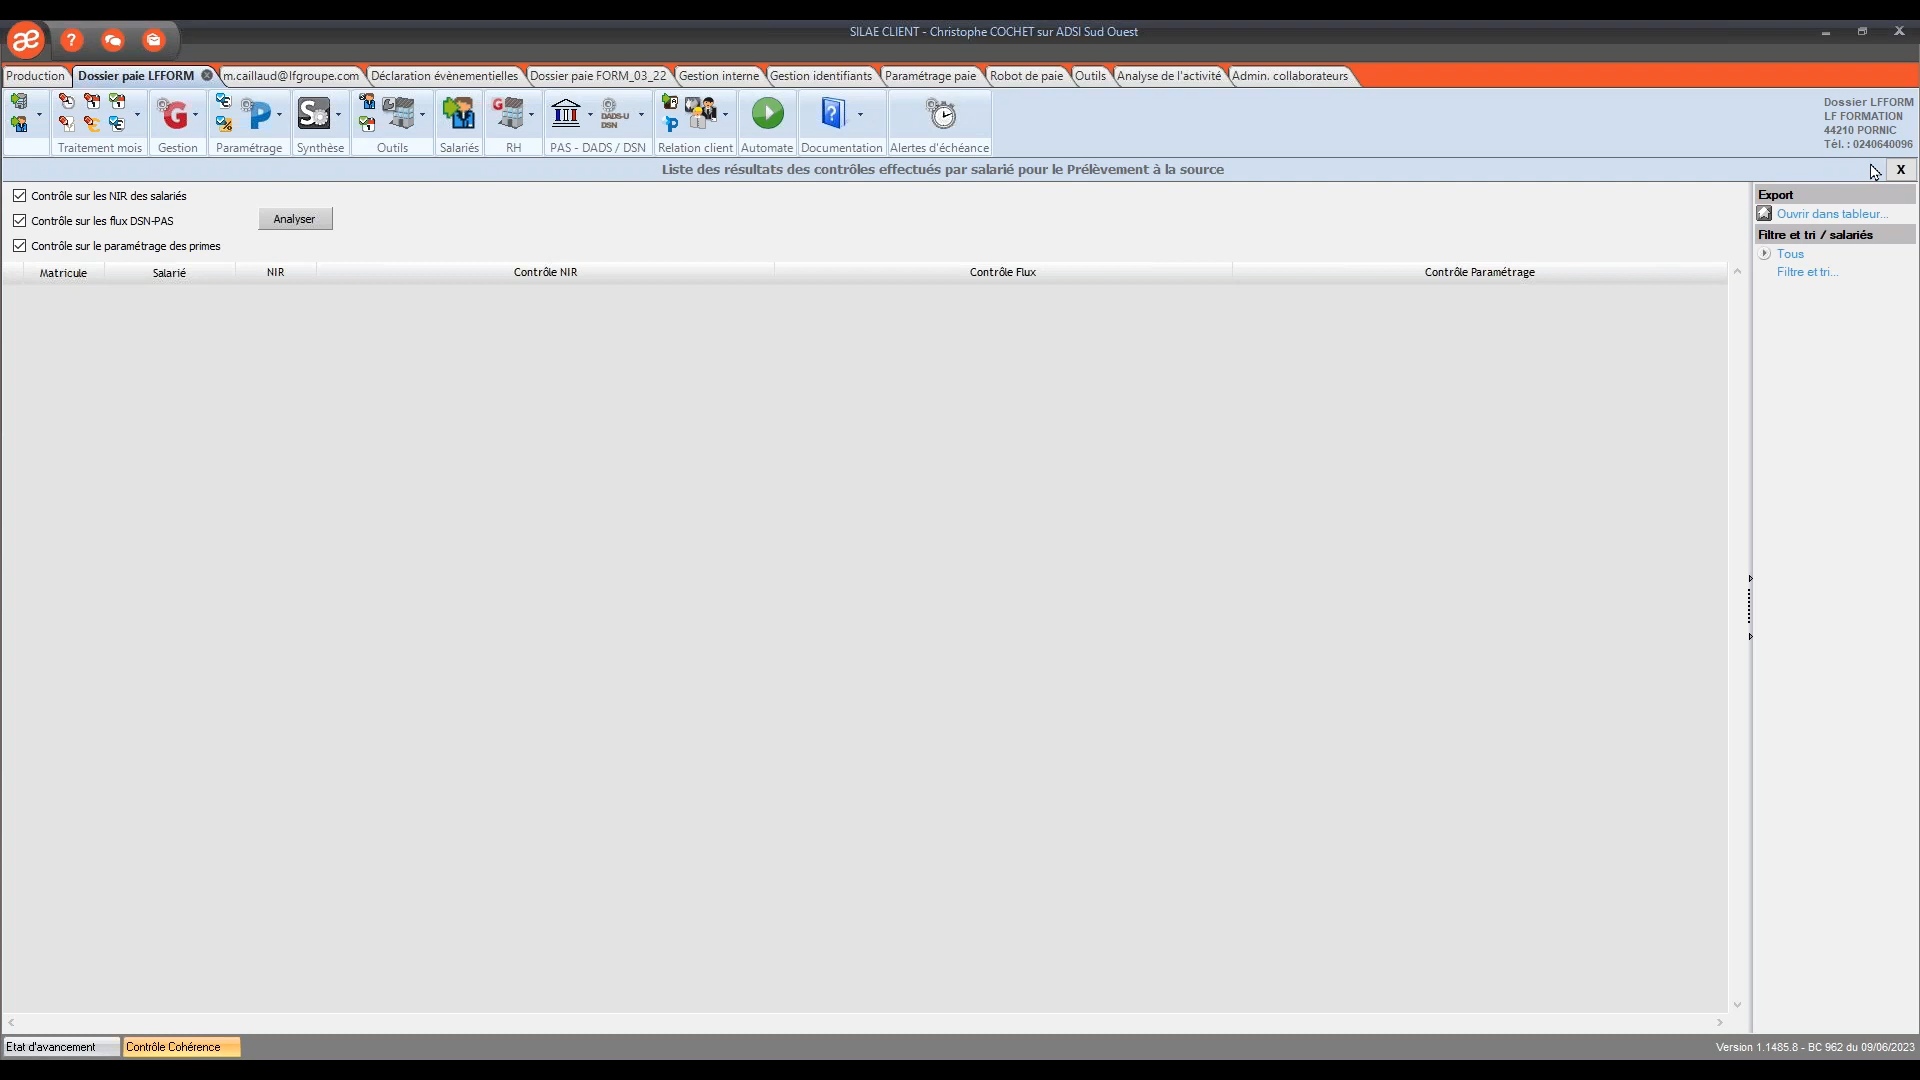 æ ?
SILAE CLIENT - Christophe COCHET sur ADSI Sud Ouest
Production Dossier paie LFFORM m.caillaud@lfgroupe.com Déclaration évènementielles Dossier paie FORM_03_22 Gestion interne Gestion identifiants Paramétrage paie Robot de paie Outils Analyse de l'activité Admin. collaborateurs
Dossier LFFORM
LF FORMATION
44210 PORNIC
Tél. : 0240640096
DADS-U
DSN
Traitement mois Gestion Paramétrage Synthèse Outils Salariés RH PAS - DADS / DSN Relation client Automate Documentation Alertes d'échéance
Liste des résultats des contrôles effectués par salarié pour le Prélèvement à la source
X
Contrôle sur les NIR des salariés
Contrôle sur les flux DSN-PAS
Analyser
Contrôle sur le paramétrage des primes
Matricule Salarié NIR Contrôle NIR Contrôle Flux Contrôle Paramétrage
Export
Ouvrir dans tableur...
Filtre et tri / salariés
Tous
Filtre et tri...
Etat d'avancement Contrôle Cohérence
Version 1.1485.8 - BC 962 du 09/06/2023